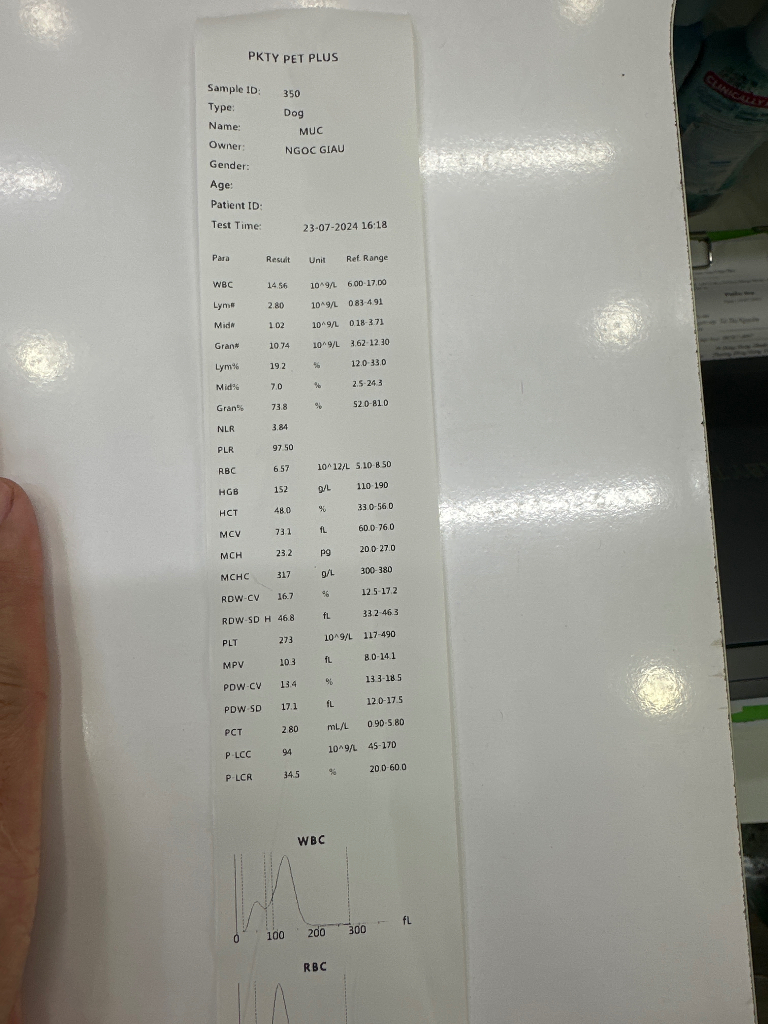 PKTY PET PLUS
Sample ID: 350
Type: Dog
Name: MUC
Owner: NGOC GIAU
Gender:
Age:
Patient ID:
Test Time: 23-07-2024 16:18
Para Result Unit Ref. Range
WBC 14.56 10^9/L 6.00-17.00
Lym# 2.80 10^9/L 0.83-4.91
Mid# 1.02 10^9/L 0.18-3.71
Gran# 10.74 10^9/L 3.62-12.30
Lym% 19.2 % 12.0-33.0
Mid% 7.0 % 2.5-24.3
Gran% 73.8 % 52.0-81.0
NLR 3.84
PLR 97.50
RBC 6.57 10^12/L 5.10-8.50
HGB 152 g/L 110-190
HCT 48.0 % 33.0-56.0
MCV 73.1 fL 60.0-76.0
MCH 23.2 pg 20.0-27.0
MCHC 317 g/L 300-380
RDW-CV 16.7 % 12.5-17.2
RDW-SD H 46.8 fL 33.2-46.3
PLT 273 10^9/L 117-490
MPV 10.3 fL 8.0-14.1
PDW-CV 13.4 % 13.3-18.5
PDW-SD 17.1 fL 12.0-17.5
PCT 2.80 mL/L 0.90-5.80
P-LCC 94 10^9/L 45-170
P-LCR 34.5 % 20.0-60.0
WBC
0 100 200 300 fL
RBC
CLINICALLY